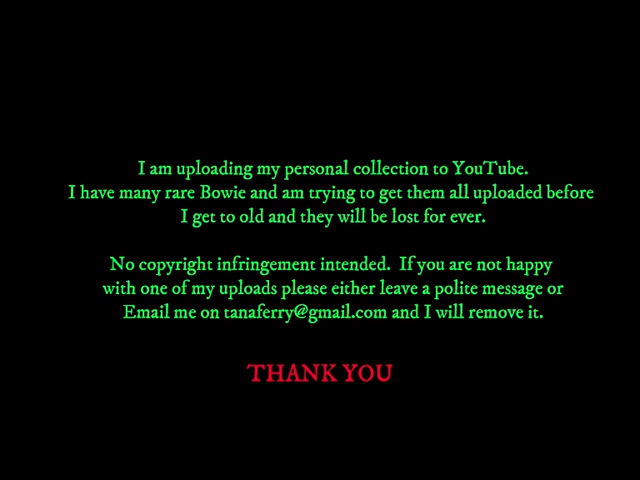 I am uploading my personal collection to YouTube.
I have many rare Bowie and am trying to get them all uploaded before
I get to old and they will be lost for ever.
No copyright infringement intended.  If you are not happy
with one of my uploads please either leave a polite message or
Email me on tanaferry@gmail.com and I will remove it.
THANK YOU